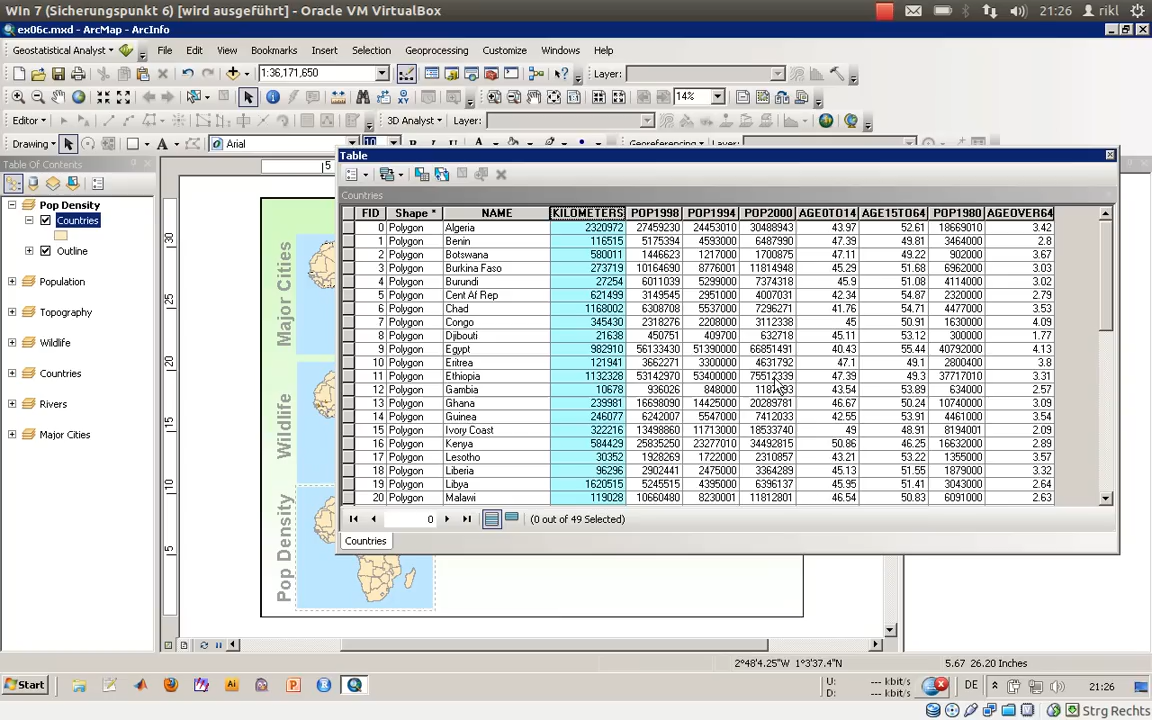 Win 7 (Sicherungspunkt 6) [wird ausgeführt] - Oracle VM VirtualBox
21:26 rikl
ex06c.mxd - ArcMap - ArcInfo
Geostatistical Analyst File Edit View Bookmarks Insert Selection Geoprocessing Customize Windows Help
1:36,171,650 Layer:
14%
Editor 3D Analyst Layer:
Drawing Arial 10 Georeferencing Layer:
Table Of Contents
Pop Density
Countries
Outline
Population
Topography
Wildlife
Countries
Rivers
Major Cities
5
30
25
20
15
10
5
Major Cities
Wildlife
Pop Density
Table
Countries
FID Shape * NAME KILOMETERS POP1998 POP1994 POP2000 AGE0TO14 AGE15TO64 POP1980 AGEOVER64
0 Polygon Algeria 2320972 27459230 24453010 30488943 43.97 52.61 18669010 3.42
1 Polygon Benin 116515 5175394 4593000 6487990 47.39 49.81 3464000 2.8
2 Polygon Botswana 580011 1446623 1217000 1700875 47.11 49.22 902000 3.67
3 Polygon Burkina Faso 273719 10164690 8776001 11814948 45.29 51.68 6962000 3.03
4 Polygon Burundi 27254 6011039 5299000 7374318 45.9 51.08 4114000 3.02
5 Polygon Cent Af Rep 621499 3149545 2951000 4007031 42.34 54.87 2320000 2.79
6 Polygon Chad 1168002 6308708 5537000 7296271 41.76 54.71 4477000 3.53
7 Polygon Congo 345430 2318276 2208000 3112338 45 50.91 1630000 4.09
8 Polygon Djibouti 21638 450751 409700 632718 45.11 53.12 300000 1.77
9 Polygon Egypt 982910 56133430 51390000 66851491 40.43 55.44 40792000 4.13
10 Polygon Eritrea 121941 3662271 3300000 4631792 47.1 49.1 2800400 3.8
11 Polygon Ethiopia 1132328 53142970 53400000 75512339 47.39 49.3 37717010 3.31
12 Polygon Gambia 10678 936026 848000 43.54 53.89 634000 2.57
13 Polygon Ghana 239981 16698090 14425000 20289781 46.67 50.24 10740000 3.09
14 Polygon Guinea 246077 6242007 5547000 7412033 42.55 53.91 4461000 3.54
15 Polygon Ivory Coast 322216 13498860 11713000 18533740 49 48.91 8194001 2.09
16 Polygon Kenya 584429 25835250 23277010 34492815 50.86 46.25 16632000 2.89
17 Polygon Lesotho 30352 1928269 1722000 2310857 43.21 53.22 1355000 3.57
18 Polygon Liberia 96296 2902441 2475000 3364289 45.13 51.55 1879000 3.32
19 Polygon Libya 1620515 5245515 4395000 6396137 45.95 51.41 3043000 2.64
20 Polygon Malawi 119028 10660480 8230001 11812801 46.54 50.83 6091000 2.63
0 (0 out of 49 Selected)
Countries
2°48'4.25"W 1°3'37.4"N 5.67 26.20 Inches
Start U: -- kbit/s
D: -- kbit/s DE 21:26
Strg Rechts